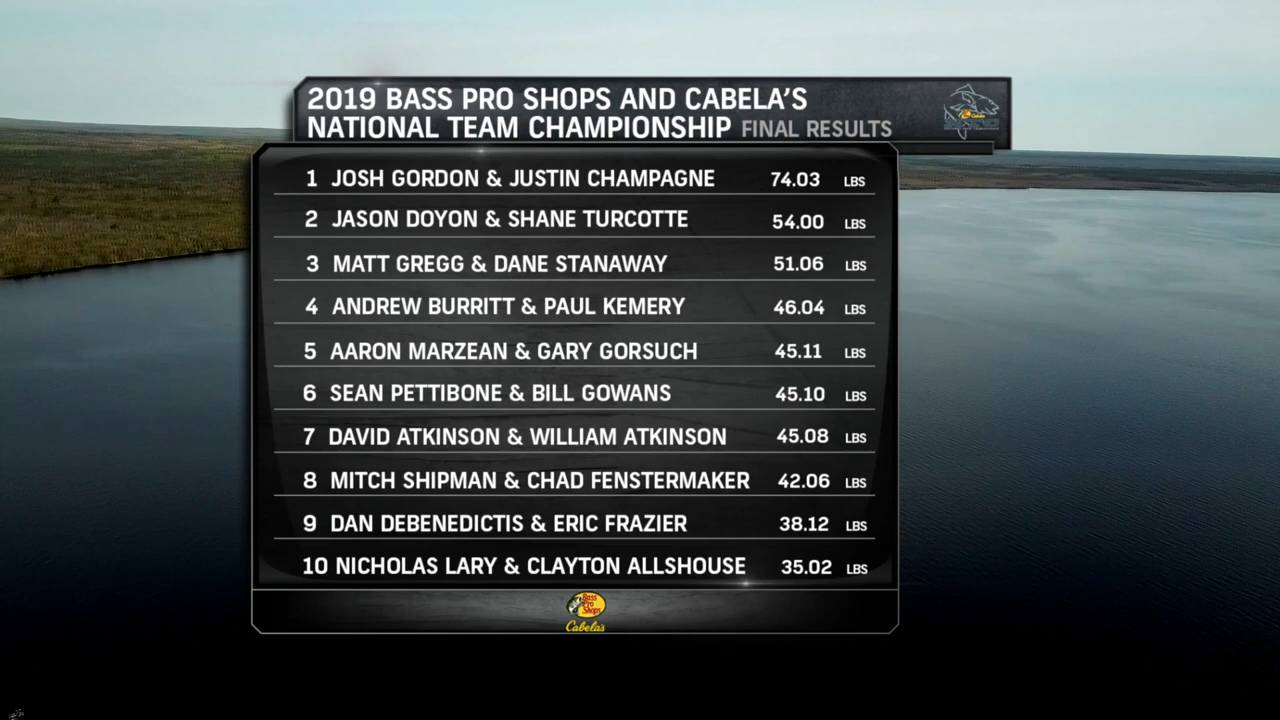 2019 BASS PRO SHOPS AND CABELA'S
NATIONAL TEAM CHAMPIONSHIP FINAL RESULTS
1 JOSH GORDON & JUSTIN CHAMPAGNE 74.03 LBS
2 JASON DOYON & SHANE TURCOTTE 54.00 LBS
3 MATT GREGG & DANE STANAWAY 51.06 LBS
4 ANDREW BURRITT & PAUL KEMERY 46.04 LBS
5 AARON MARZEAN & GARY GORSUCH 45.11 LBS
6 SEAN PETTIBONE & BILL GOWANS 45.10 LBS
7 DAVID ATKINSON & WILLIAM ATKINSON 45.08 LBS
8 MITCH SHIPMAN & CHAD FENSTERMAKER 42.06 LBS
9 DAN DEBENEDICTIS & ERIC FRAZIER 38.12 LBS
10 NICHOLAS LARY & CLAYTON ALLSHOUSE 35.02 LBS
Bass
Pro
Shops
Cabela's